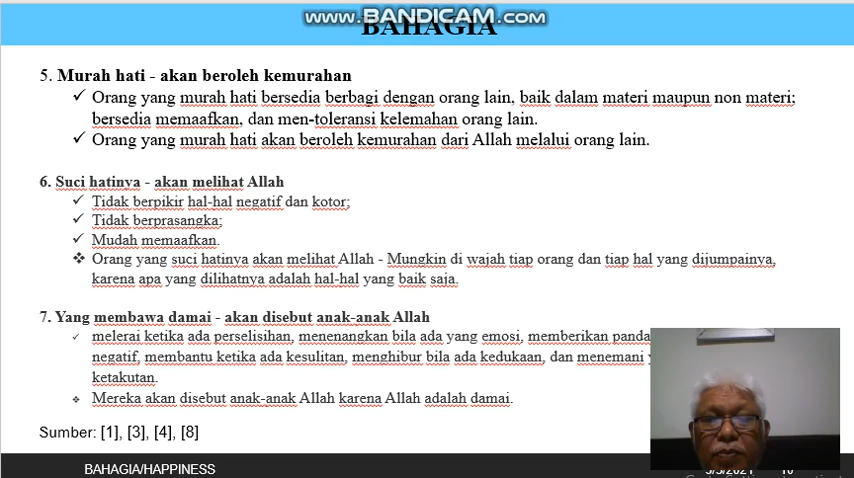 www.BANDICAM.com
BAHAGIA
5. Murah hati - akan beroleh kemurahan
✓ Orang yang murah hati bersedia berbagi dengan orang lain, baik dalam materi maupun non materi;
bersedia memaafkan, dan men-toleransi kelemahan orang lain.
✓ Orang yang murah hati akan beroleh kemurahan dari Allah melalui orang lain.
6. Suci hatinya - akan melihat Allah
✓ Tidak berpikir hal-hal negatif dan kotor;
✓ Tidak berprasangka;
✓ Mudah memaafkan.
❖ Orang yang suci hatinya akan melihat Allah - Mungkin di wajah tiap orang dan tiap hal yang dijumpainya,
karena apa yang dilihatnya adalah hal-hal yang baik saja.
7. Yang membawa damai - akan disebut anak-anak Allah
✓ melerai ketika ada perselisihan, menenangkan bila ada yang emosi, memberikan panda
negatif, membantu ketika ada kesulitan, menghibur bila ada kedukaan, dan menemani
ketakutan.
❖ Mereka akan disebut anak-anak Allah karena Allah adalah damai.
Sumber: [1], [3], [4], [8]
BAHAGIA/HAPPINESS